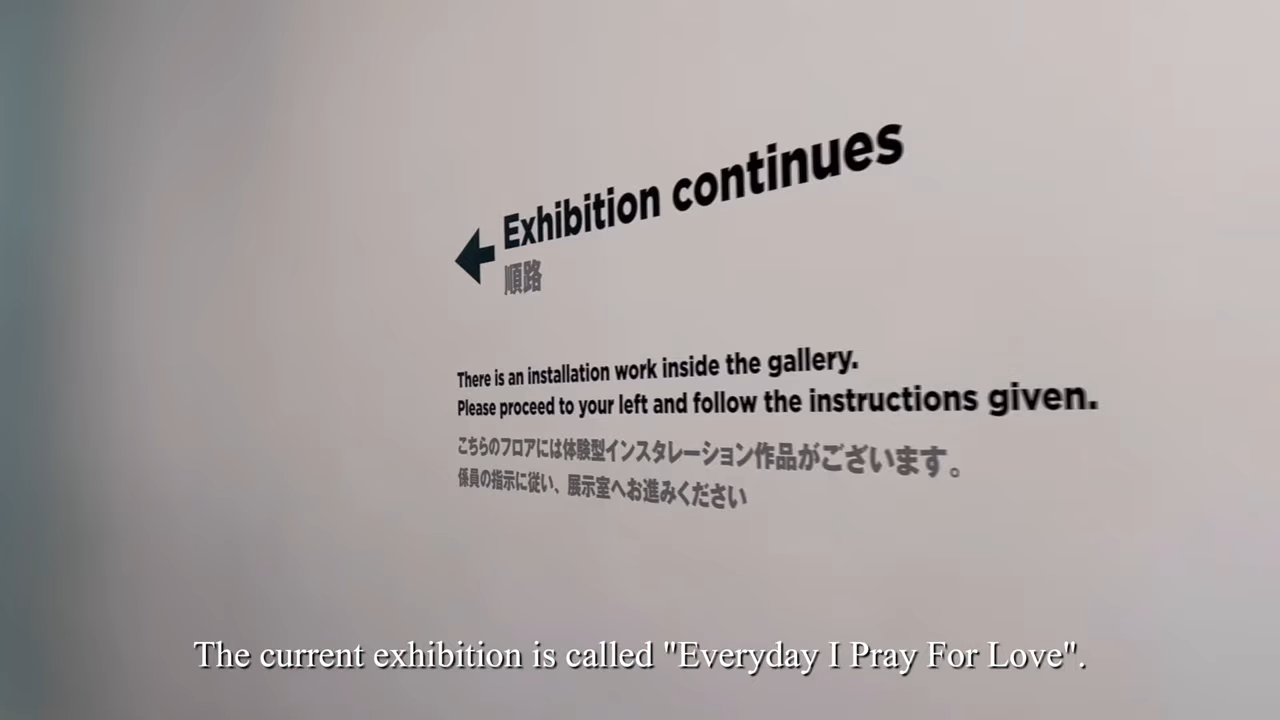 Exhibition continues
順路
There is an installation work inside the gallery.
Please proceed to your left and follow the instructions given.
こちらのフロアには体験型インスタレーション作品がございます。
係員の指示に従い、展示室へお進みください
The current exhibition is called "Everyday I Pray For Love".